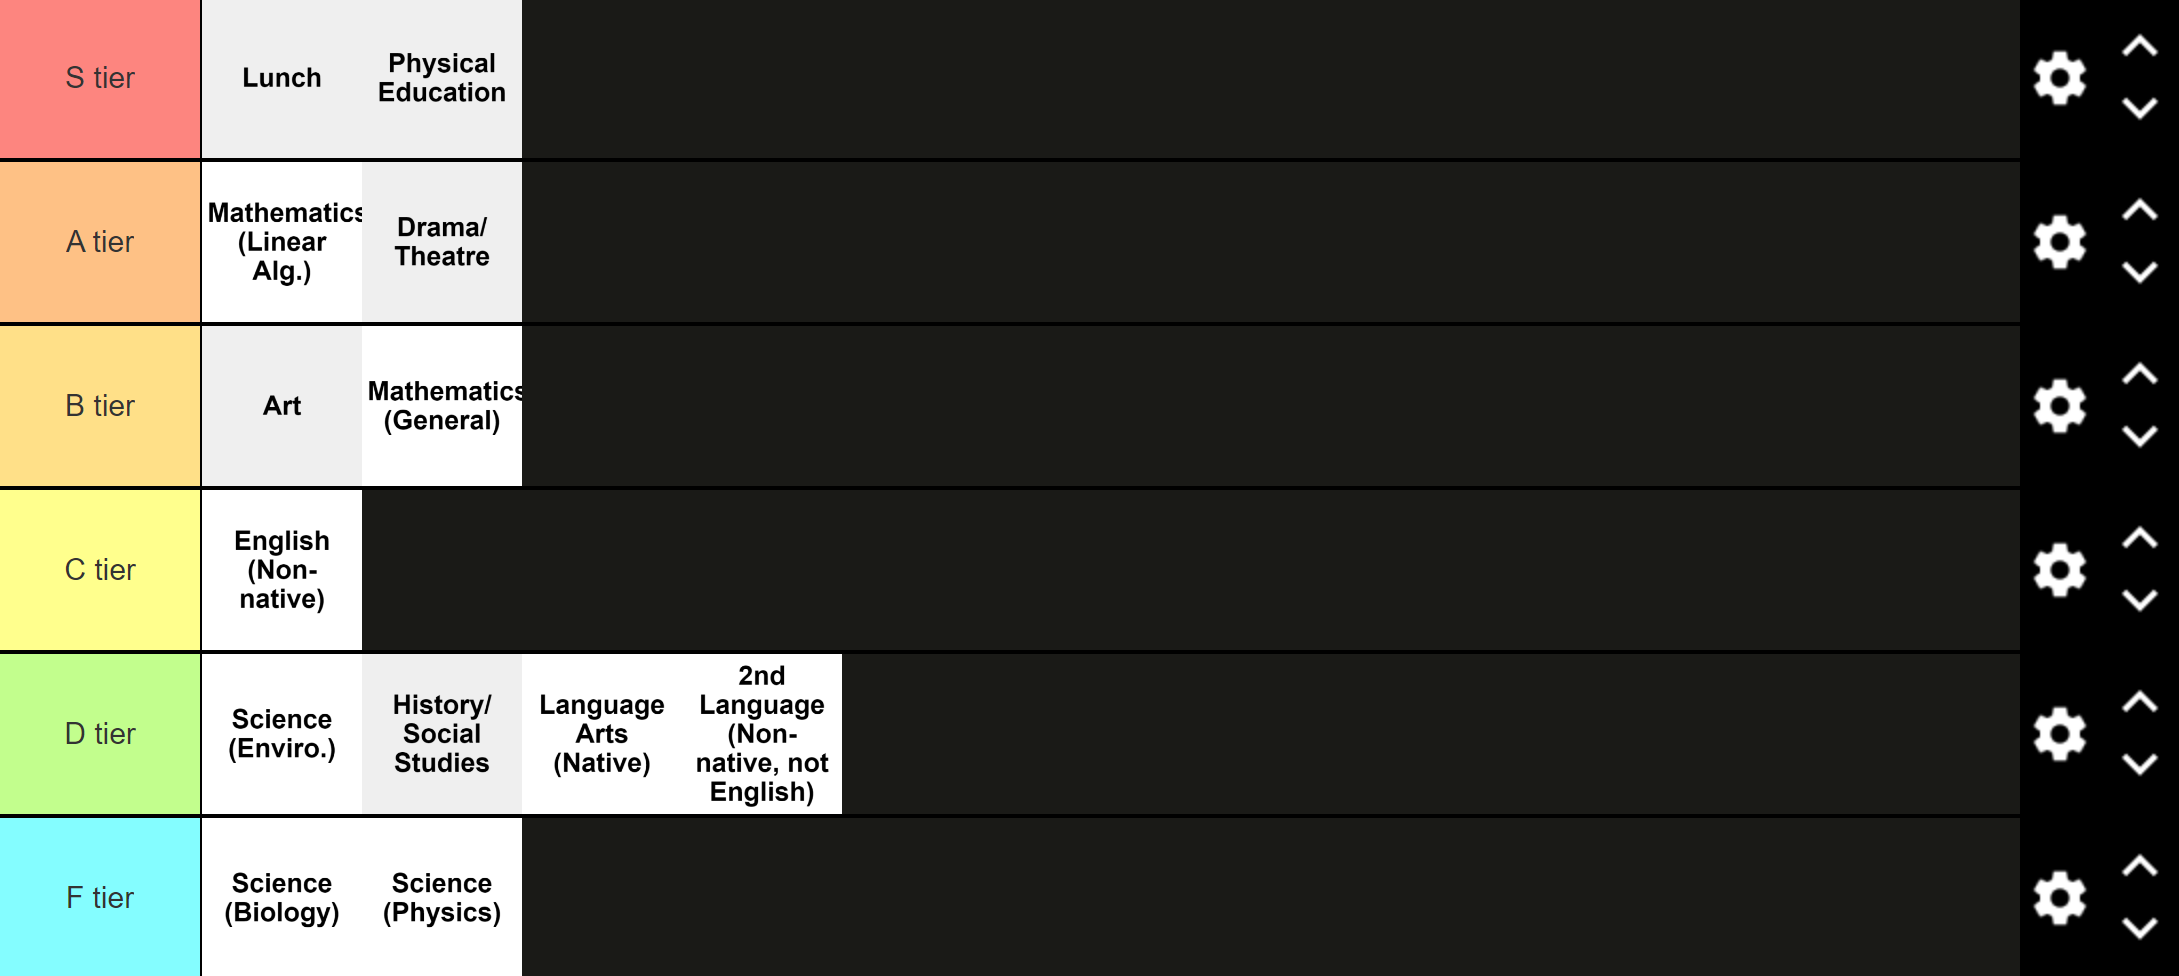 S tier
Lunch
Physical
Education
A tier
Mathematics
(Linear
Alg.)
Drama/
Theatre
B tier
Art
Mathematics
(General)
C tier
English
(Non-
native)
D tier
Science
(Enviro.)
History/
Social
Studies
Language
Arts
(Native)
2nd
Language
(Non-
native, not
English)
F tier
Science
(Biology)
Science
(Physics)